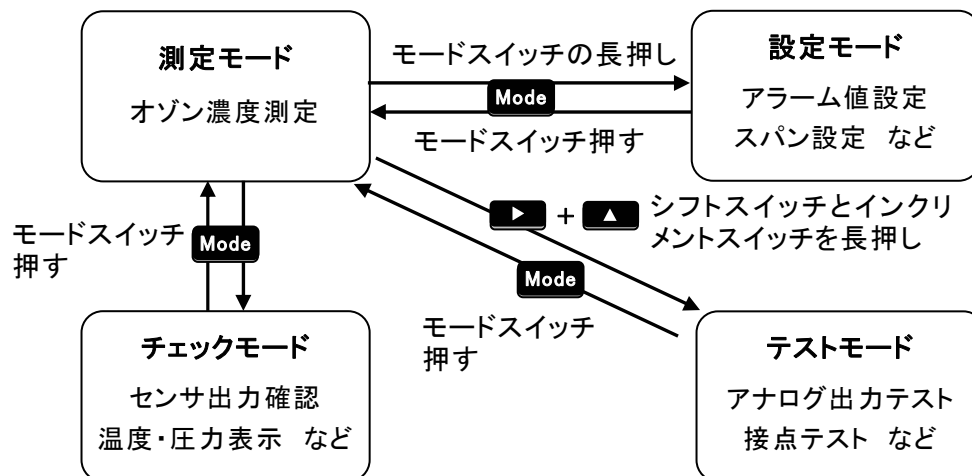 測定モード
オゾン濃度測定
モードスイッチの長押し
Mode
モードスイッチ押す
設定モード
アラーム値設定
スパン設定 など
モードスイッチ
押す
Mode
▶ + ▲
シフトスイッチとインクリ
メントスイッチを長押し
Mode
モードスイッチ
押す
チェックモード
センサ出力確認
温度・圧力表示 など
テストモード
アナログ出力テスト
接点テスト など